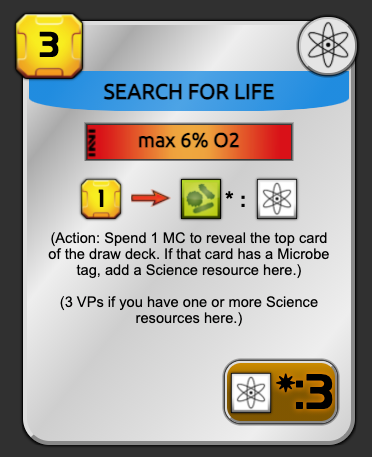 3
SEARCH FOR LIFE
max 6% O2
1 * :
(Action: Spend 1 MC to reveal the top card
of the draw deck. If that card has a Microbe
tag, add a Science resource here.)
(3 VPs if you have one or more Science
resources here.)
*:3